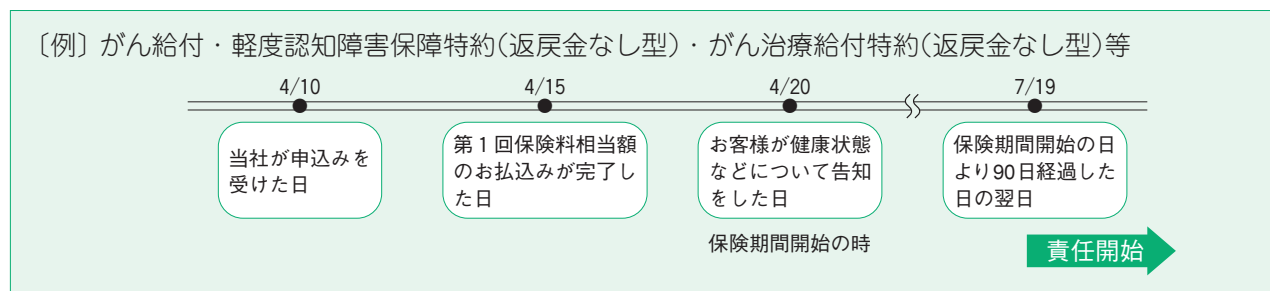 〔例〕がん給付・軽度認知障害保障特約(返戻金なし型)・がん治療給付特約(返戻金なし型)等
4/10
4/15
4/20
7/19
当社が申込みを
受けた日
第1回保険料相当額
のお払込みが完了し
た日
お客様が健康状態
などについて告知
をした日
保険期間開始の日
より90日経過した
日の翌日
保険期間開始の時
責任開始